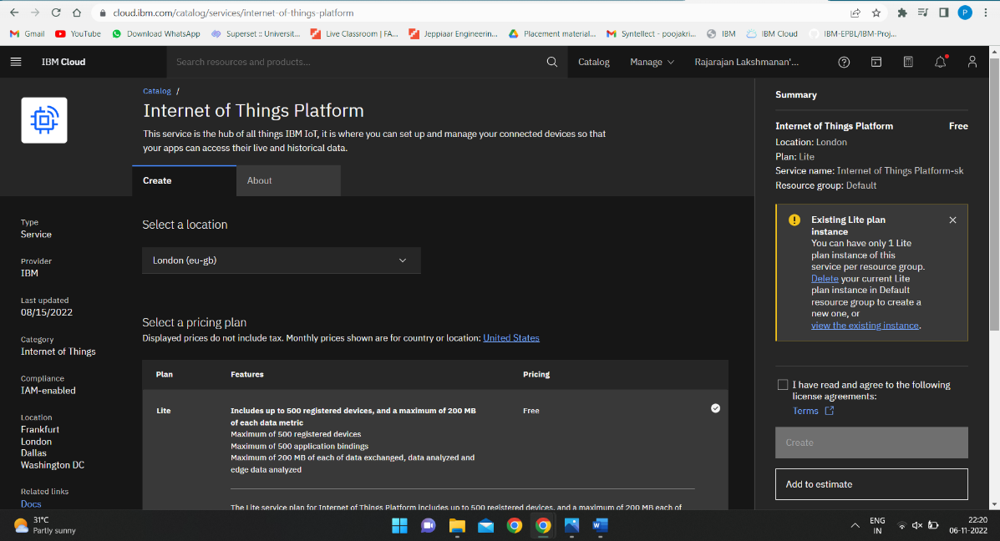 cloud.ibm.com/catalog/services/internet-of-things-platform
P
Gmail
YouTube
Download WhatsApp
Superset :: Universit...
Live Classroom | FA...
Jeppiaar Engineerin...
Placement material...
Syntellect - poojakri...
IBM
IBM Cloud
IBM-EPBL/IBM-Proj...
IBM Cloud
Search resources and products...
Catalog
Manage
Rajarajan Lakshmanan'...
Catalog /
Internet of Things Platform
This service is the hub of all things IBM IoT, it is where you can set up and manage your connected devices so that
your apps can access their live and historical data.
Create
About
Type
Service
Provider
IBM
Last updated
08/15/2022
Category
Internet of Things
Compliance
IAM-enabled
Location
Frankfurt
London
Dallas
Washington DC
Related links
Docs
Select a location
London (eu-gb)
Select a pricing plan
Displayed prices do not include tax. Monthly prices shown are for country or location: United States
Plan Features Pricing
Lite
Includes up to 500 registered devices, and a maximum of 200 MB
of each data metric
Maximum of 500 registered devices
Maximum of 500 application bindings
Maximum of 200 MB of each of data exchanged, data analyzed and
edge data analyzed
Free
The Lite service plan for Internet of Things Platform includes up to 500 registered devices, and a maximum of 200 MB each of
Summary
Internet of Things Platform Free
Location: London
Plan: Lite
Service name: Internet of Things Platform-sk
Resource group: Default
Existing Lite plan
instance
You can have only 1 Lite
plan instance of this
service per resource group.
Delete your current Lite
plan instance in Default
resource group to create a
new one, or
view the existing instance.
I have read and agree to the following
license agreements:
Terms
Create
Add to estimate
31°C
Partly sunny
ENG
IN
22:20
06-11-2022